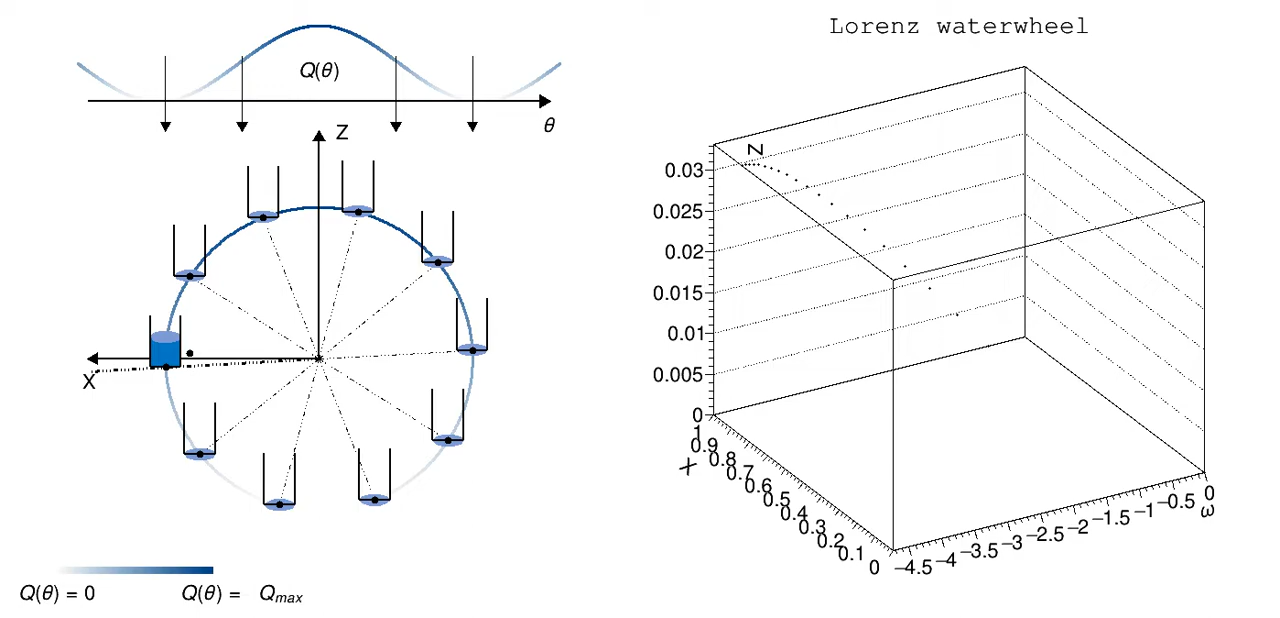 Lorenz waterwheel
Q(θ)
θ
Z
X
Q(θ) = 0
Q(θ) = Qmax
Z
0.03
0.025
0.02
0.015
0.01
0.005
0
X
1
0.9
0.8
0.7
0.6
0.5
0.4
0.3
0.2
0.1
0
−4.5
−4
−3.5
−3
−2.5
−2
−1.5
−1
−0.5
0
ω